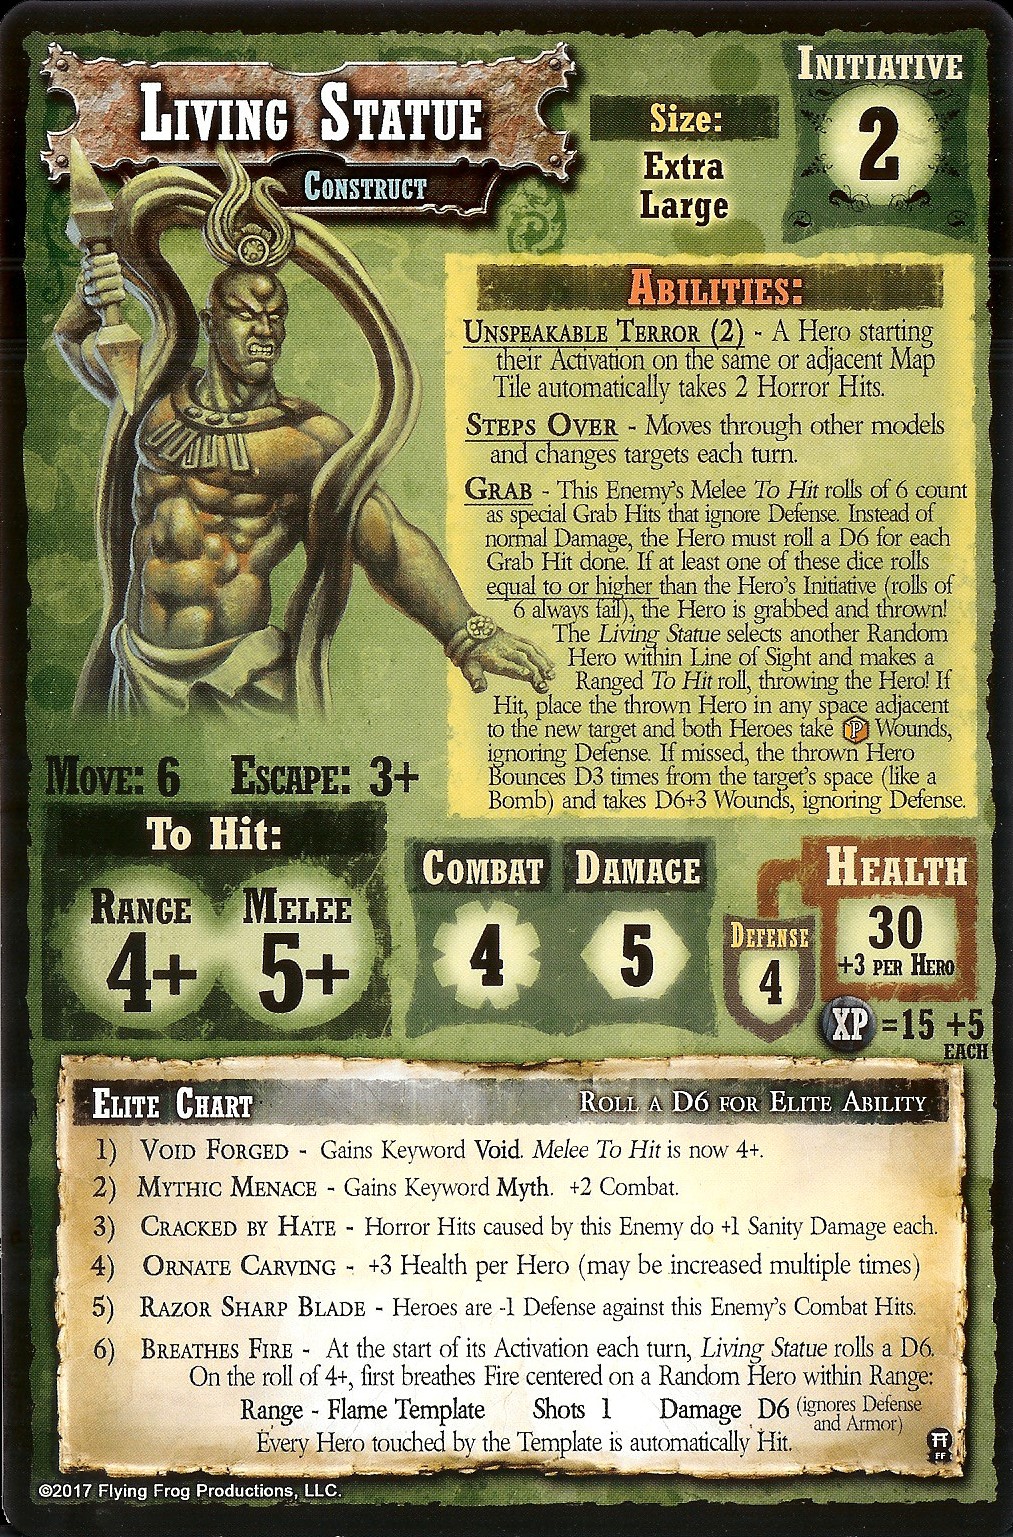 Living Statue
Construct
Size:
Extra
Large
Initiative
2
Abilities:
Unspeakable Terror (2) - A Hero starting
their Activation on the same or adjacent Map
Tile automatically takes 2 Horror Hits.
Steps Over - Moves through other models
and changes targets each turn.
Grab - This Enemy's Melee To Hit rolls of 6 count
as special Grab Hits that ignore Defense. Instead of
normal Damage, the Hero must roll a D6 for each
Grab Hit done. If at least one of these dice rolls
equal to or higher than the Hero's Initiative (rolls of
6 always fail), the Hero is grabbed and thrown!
The Living Statue selects another Random
Hero within Line of Sight and makes a
Ranged To Hit roll, throwing the Hero! If
Hit, place the thrown Hero in any space adjacent
to the new target and both Heroes take P Wounds,
ignoring Defense. If missed, the thrown Hero
Bounces D3 times from the target's space (like a
Bomb) and takes D6+3 Wounds, ignoring Defense.
Move: 6 Escape: 3+
To Hit:
Range Melee
4+ 5+
Combat
4
Damage
5
Defense
4
Health
30
+3 per Hero
XP =15 +5
each
Elite Chart Roll a D6 for Elite Ability
1) Void Forged - Gains Keyword Void. Melee To Hit is now 4+.
2) Mythic Menace - Gains Keyword Myth. +2 Combat.
3) Cracked by Hate - Horror Hits caused by this Enemy do +1 Sanity Damage each.
4) Ornate Carving - +3 Health per Hero (may be increased multiple times)
5) Razor Sharp Blade - Heroes are -1 Defense against this Enemy's Combat Hits.
6) Breathes Fire - At the start of its Activation each turn, Living Statue rolls a D6.
On the roll of 4+, first breathes Fire centered on a Random Hero within Range:
Range - Flame Template Shots 1 Damage D6 (ignores Defense
and Armor)
Every Hero touched by the Template is automatically Hit.
FF
©2017 Flying Frog Productions, LLC.